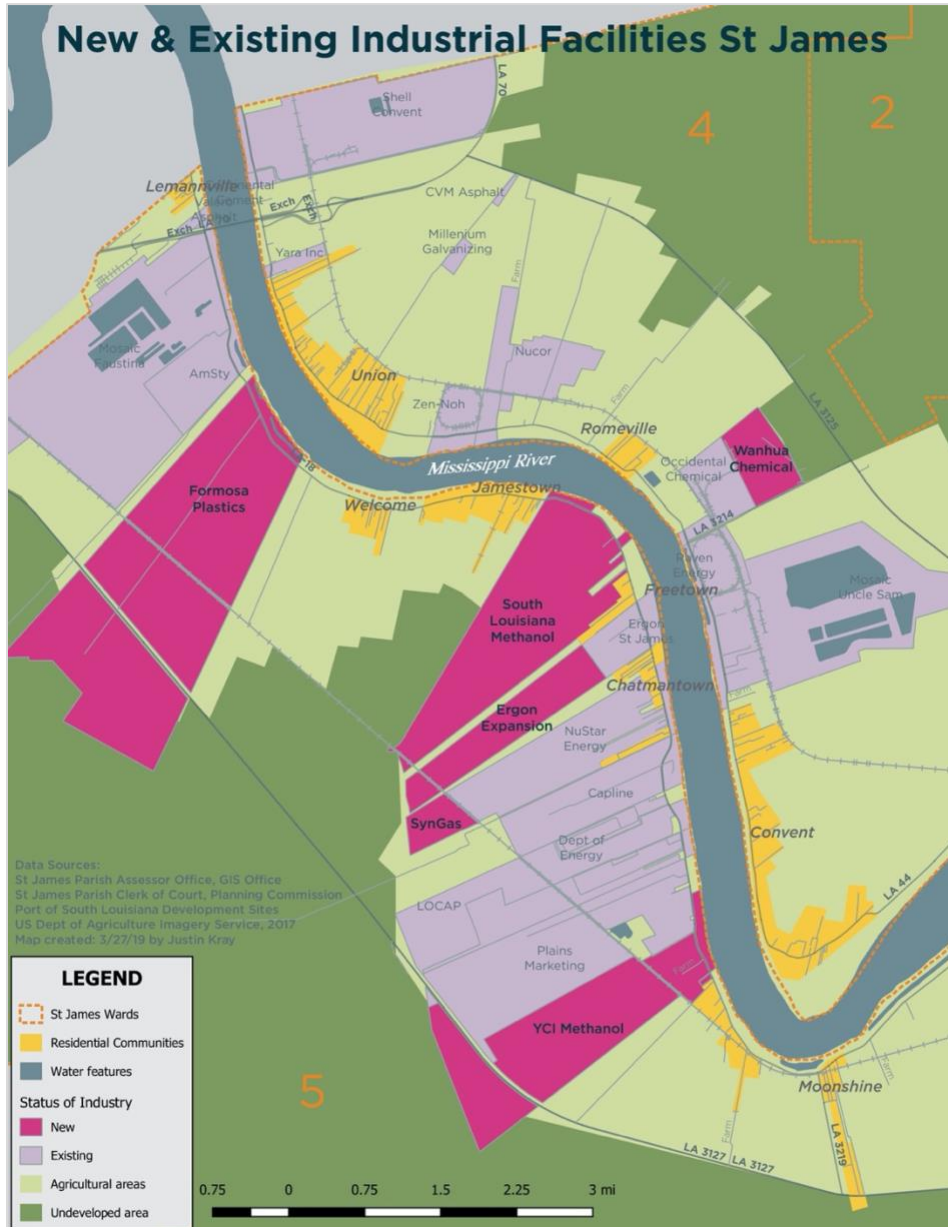 New & Existing Industrial Facilities St James
LA 70
Shell
Convent
4
2
Lemannville
Cement
Asphalt
Exch
Exch
Exch
CVM Asphalt
Millenium
Galvanizing
Yara Inc
Farm
Mosaic
Faustina
AmSty
Union
Nucor
Zen-Noh
Farm
LA 3125
Romeville
Mississippi River
Occidental
Chemical
Wanhua
Chemical
Formosa
Plastics
18
Welcome
Jamestown
LA 3214
Raven
Energy
Freetown
Mosaic
Uncle Sam
South
Louisiana
Methanol
Ergon
St James
Chatmantown
Farm
Ergon
Expansion
NuStar
Energy
Capline
SynGas
Dept of
Energy
Convent
LA 44
LOCAP
Plains
Marketing
Farm
YCI Methanol
Moonshine
Farm
Farm
LA 3219
LA 3127
LA 3127
5
Data Sources:
St James Parish Assessor Office, GIS Office
St James Parish Clerk of Court, Planning Commission
Port of South Louisiana Development Sites
US Dept of Agriculture Imagery Service, 2017
Map created: 3/27/19 by Justin Kray
LEGEND
St James Wards
Residential Communities
Water features
Status of Industry
New
Existing
Agricultural areas
Undeveloped area
0.75 0 0.75 1.5 2.25 3 mi